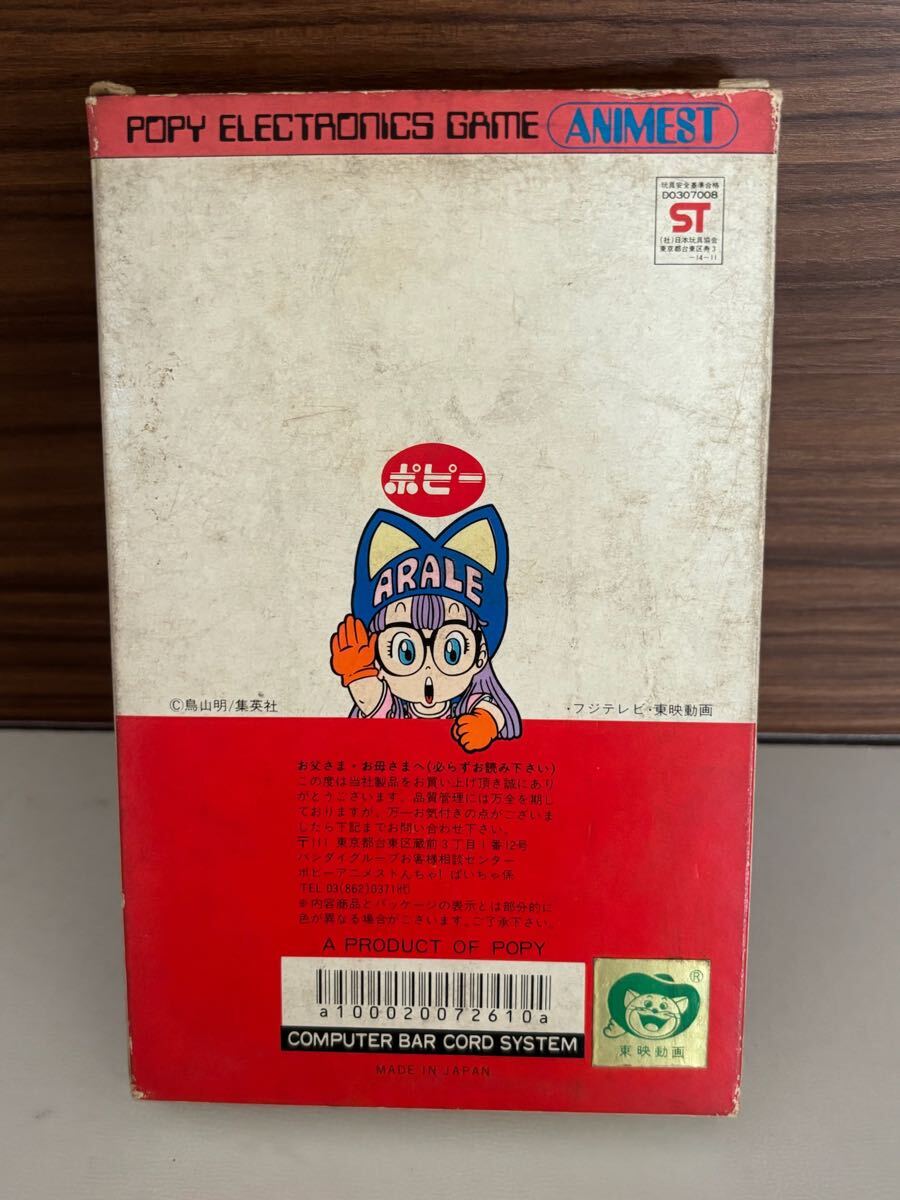 POPY ELECTRONICS GAME ANIMEST
玩具安全基準合格
D0307008
ST
(社)日本玩具協会
東京都台東区寿3
-14-11
ポピー
ARALE
©鳥山明/集英社
・フジテレビ・東映動画
お父さま・お母さまへ(必らずお読み下さい)
この度は当社製品をお買い上げ頂き誠にあり
がとうございます。品質管理には万全を期し
ておりますが、万一お気付きの点がございま
したら下記までお問い合わせ下さい。
〒111 東京都台東区蔵前3丁目1番12号
バンダイグループお客様相談センター
ポピーアニメストんちゃ!ばいちゃ係
TEL 03(862)0371代
※内容商品とパッケージの表示とは部分的に
色が異なる場合がございます。ご了承下さい。
A PRODUCT OF POPY
a1000200072610a
COMPUTER BAR CORD SYSTEM
MADE IN JAPAN
®
東映動画